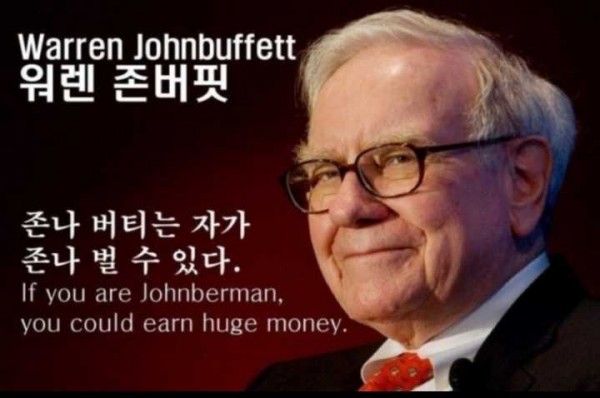 Warren Johnbuffett
워렌 존버핏
존나 버티는 자가
존나 벌 수 있다.
If you are Johnberman,
you could earn huge money.